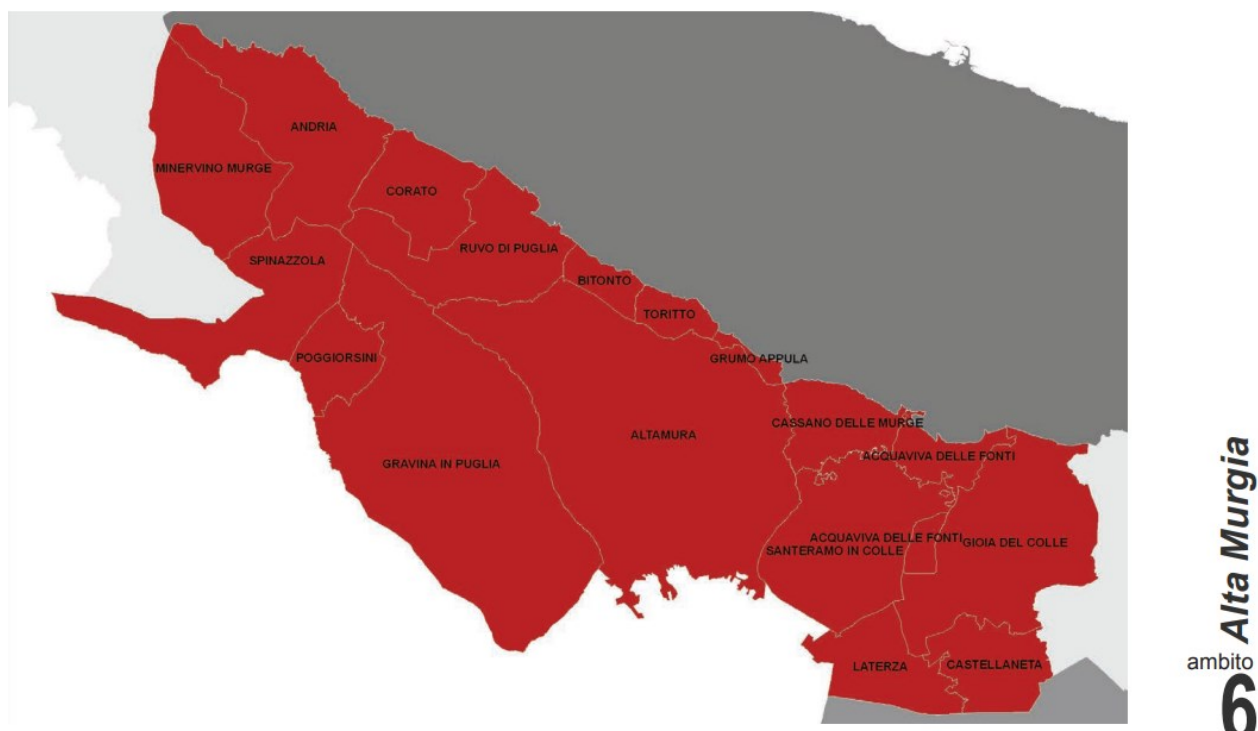 ANDRIA
MINERVINO MURGE
CORATO
RUVO DI PUGLIA
SPINAZZOLA
BITONTO
TORITTO
POGGIORSINI
GRUMO APPULA
CASSANO DELLE MURGE
ALTAMURA
ACQUAVIVA DELLE FONTI
GRAVINA IN PUGLIA
ACQUAVIVA DELLE FONTI
GIOIA DEL COLLE
SANTERAMO IN COLLE
LATERZA
CASTELLANETA
Alta Murgia
ambito
6